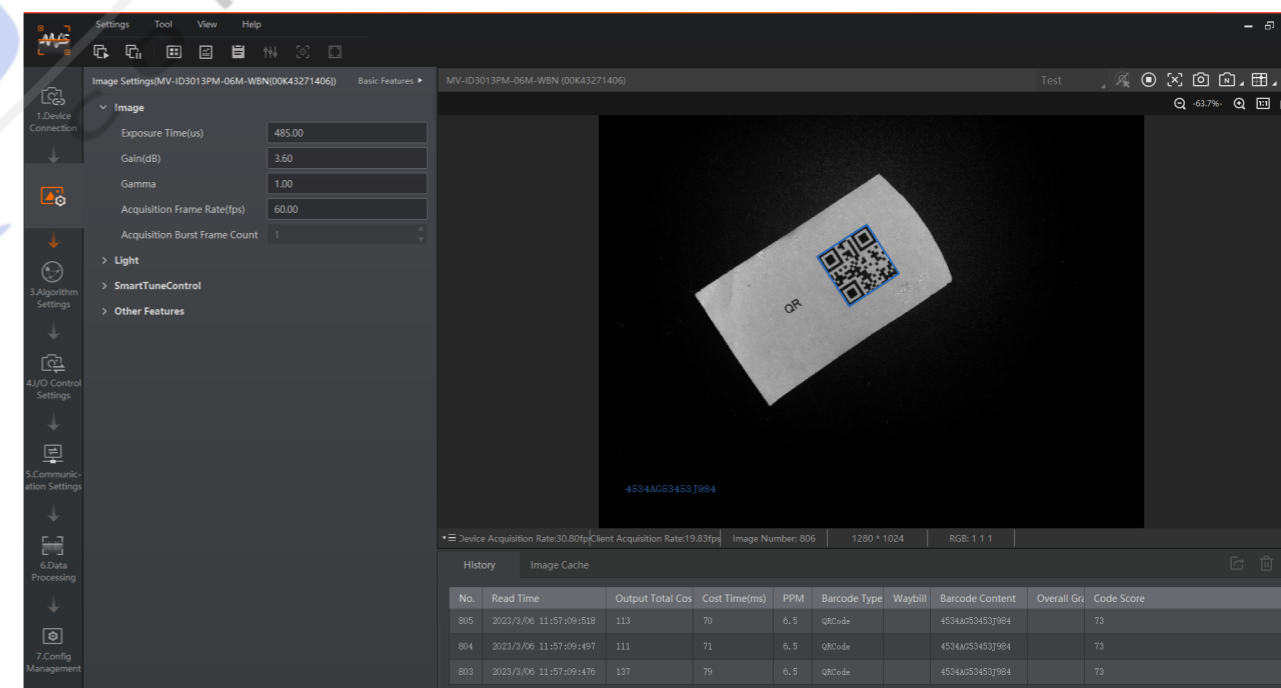 MVS
Settings Tool View Help
Image Settings(MV-ID3013PM-06M-WBN(00K43271406)) Basic Features
MV-ID3013PM-06M-WBN (00K43271406) Test
-63.7%- 1:1
1.Device
Connection
Image
Exposure Time(us) 485.00
Gain(dB) 3.60
Gamma 1.00
Acquisition Frame Rate(fps) 60.00
Acquisition Burst Frame Count 1
Light
SmartTuneControl
Other Features
3.Algorithm
Settings
4.I/O Control
Settings
5.Communic-
ation Settings
6.Data
Processing
7.Config
Management
QR
4534AG53453J984
Device Acquisition Rate:30.80fps Client Acquisition Rate:19.83fps Image Number: 806 1280 * 1024 RGB: 1 1 1
History Image Cache
No. Read Time Output Total Cos Cost Time(ms) PPM Barcode Type Waybill Barcode Content Overall Gra Code Score
805 2023/3/06 11:57:09:518 113 70 6.5 QRCode 4534AG53453J984 73
804 2023/3/06 11:57:09:497 111 71 6.5 QRCode 4534AG53453J984 73
803 2023/3/06 11:57:09:476 137 79 6.5 QRCode 4534AG53453J984 73